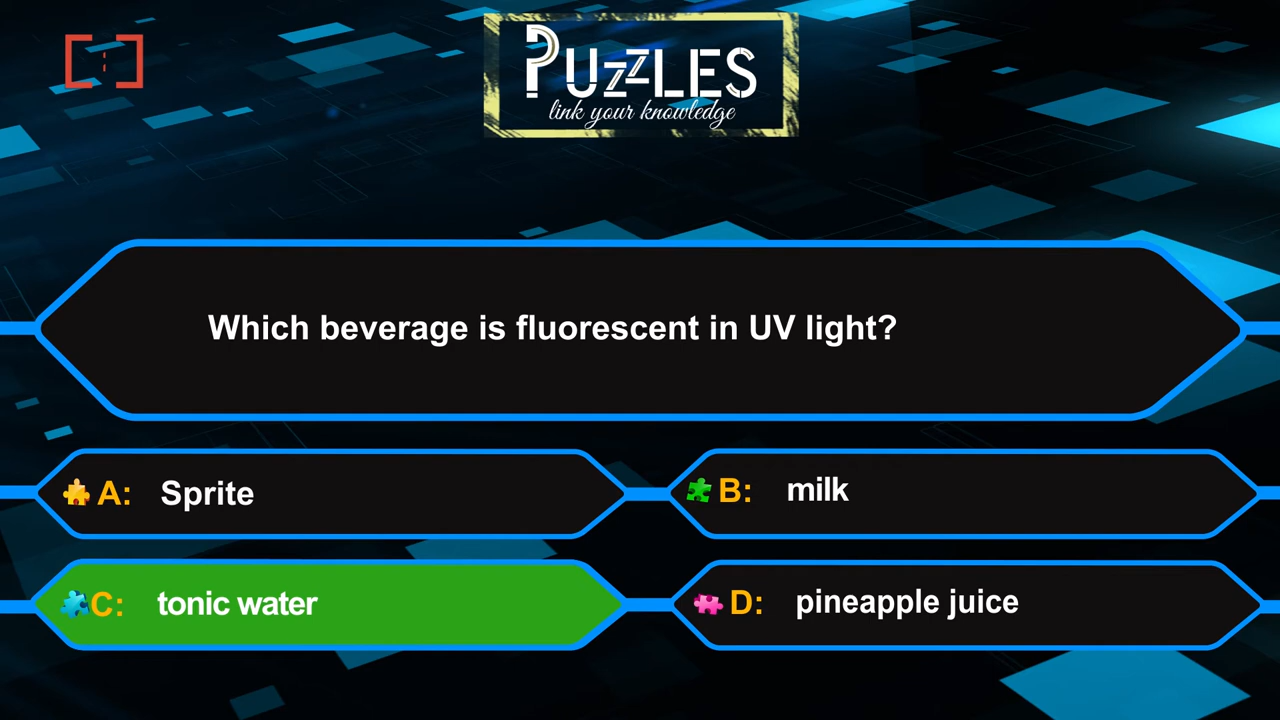 PUZZLES
link your knowledge
Which beverage is fluorescent in UV light?
A: Sprite
B: milk
C: tonic water
D: pineapple juice